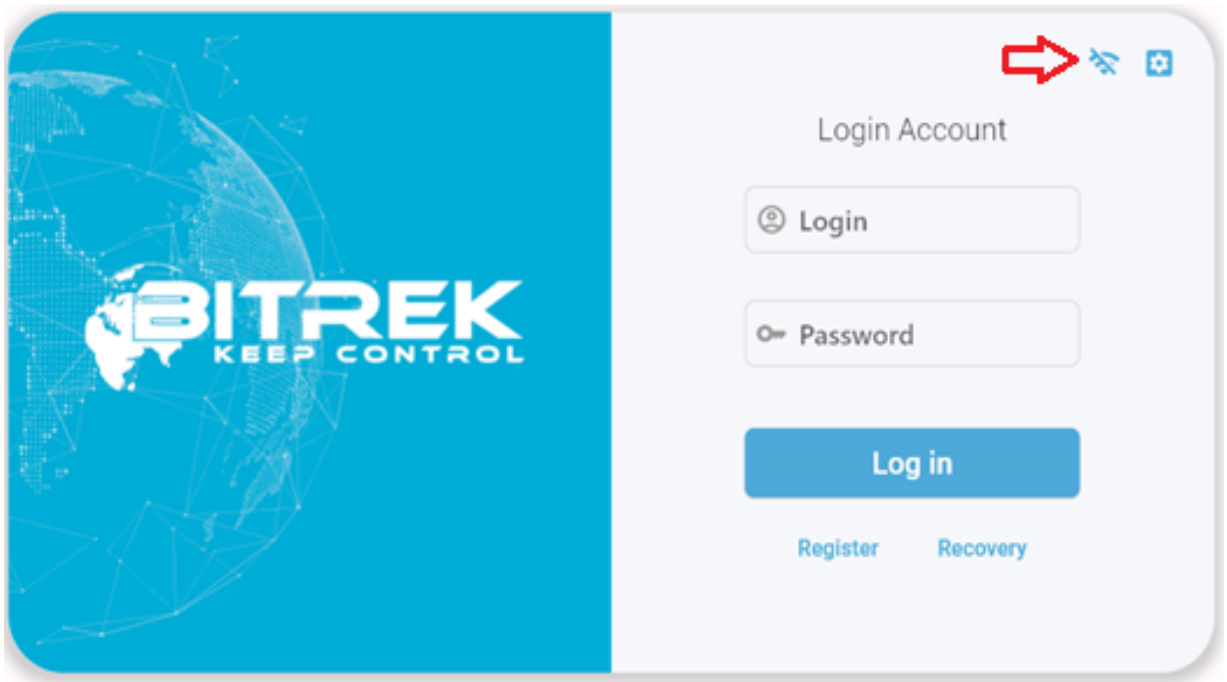 BITREK
KEEP CONTROL
Login Account
Login
Password
Log in
Register Recovery